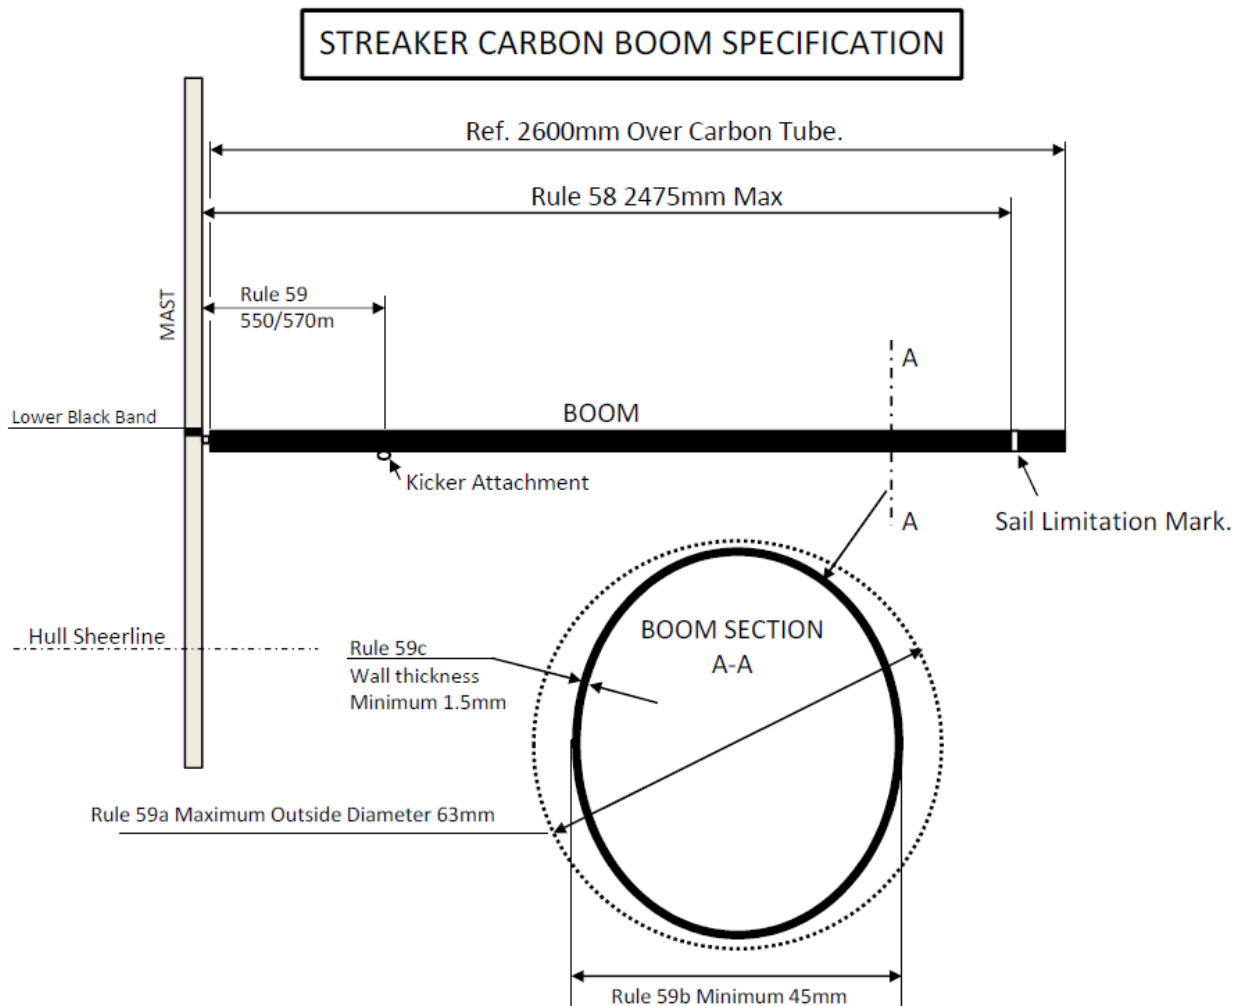 STREAKER CARBON BOOM SPECIFICATION
Ref. 2600mm Over Carbon Tube.
Rule 58 2475mm Max
Rule 59
550/570m
MAST
A
Lower Black Band
BOOM
Kicker Attachment
A
Sail Limitation Mark.
Hull Sheerline
BOOM SECTION
A-A
Rule 59c
Wall thickness
Minimum 1.5mm
Rule 59a Maximum Outside Diameter 63mm
Rule 59b Minimum 45mm